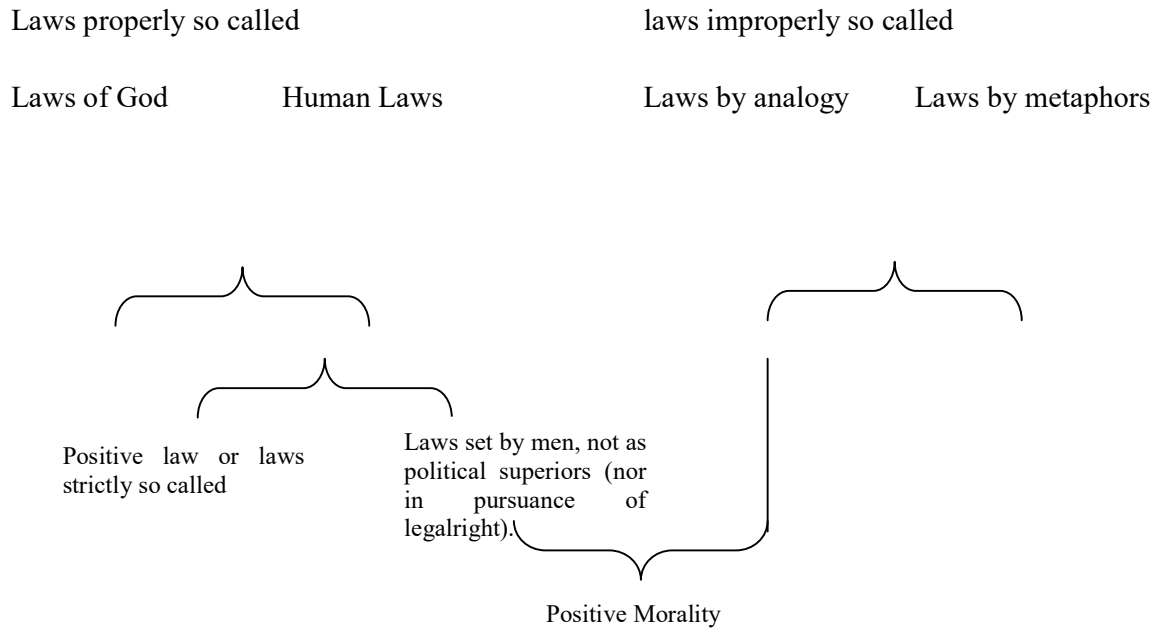 Laws properly so called laws improperly so called
Laws of God Human Laws Laws by analogy Laws by metaphors
Positive law or laws
strictly so called
Laws set by men, not as
political superiors (nor
in pursuance of
legalright).
Positive Morality